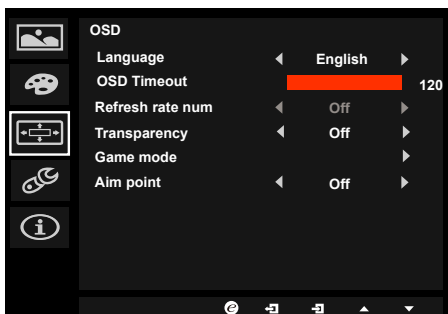 OSD
Language English
OSD Timeout 120
Refresh rate num Off
Transparency Off
Game mode
Aim point Off